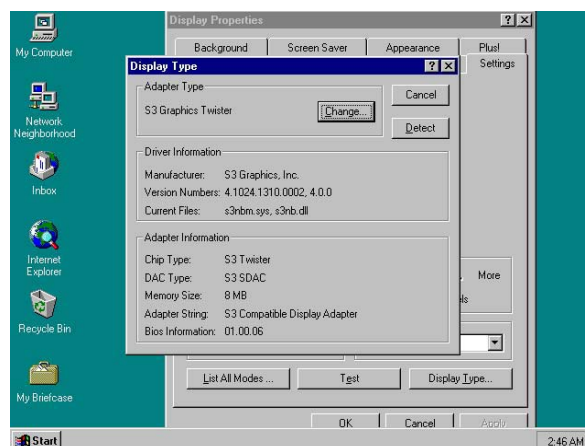 My Computer
Network
Neighborhood
Inbox
Internet
Explorer
Recycle Bin
My Briefcase
Display Properties
Background
Screen Saver
Appearance
Plus!
Settings
Display Type
Adapter Type
S3 Graphics Twister
Change...
Cancel
Detect
Driver Information
Manufacturer: S3 Graphics, Inc.
Version Numbers: 4.1024.1310.0002, 4.0.0
Current Files: s3nbm.sys, s3nb.dll
Adapter Information
Chip Type: S3 Twister
DAC Type: S3 SDAC
Memory Size: 8 MB
Adapter String: S3 Compatible Display Adapter
Bios Information: 01.00.06
More
els
List All Modes ...
Test
Display Type...
OK
Cancel
Apply
Start
2:46 AM